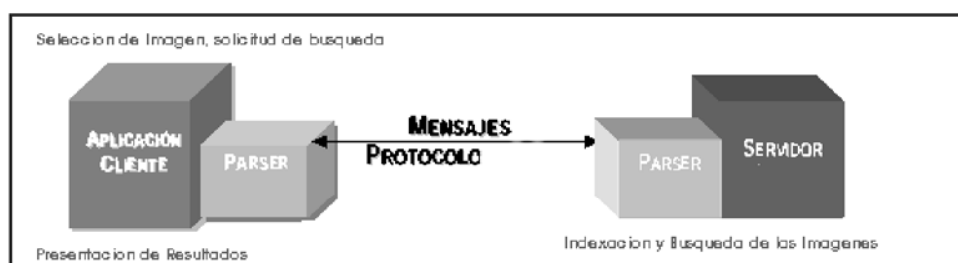 Seleccion de Imagen, solicitud de busqueda
APLICACIÓN
CLIENTE
PARSER
MENSAJES
PROTOCOLO
PARSER
SERVIDOR
Presentacion de Resultados
Indexacion y Busqueda de las Imagenes